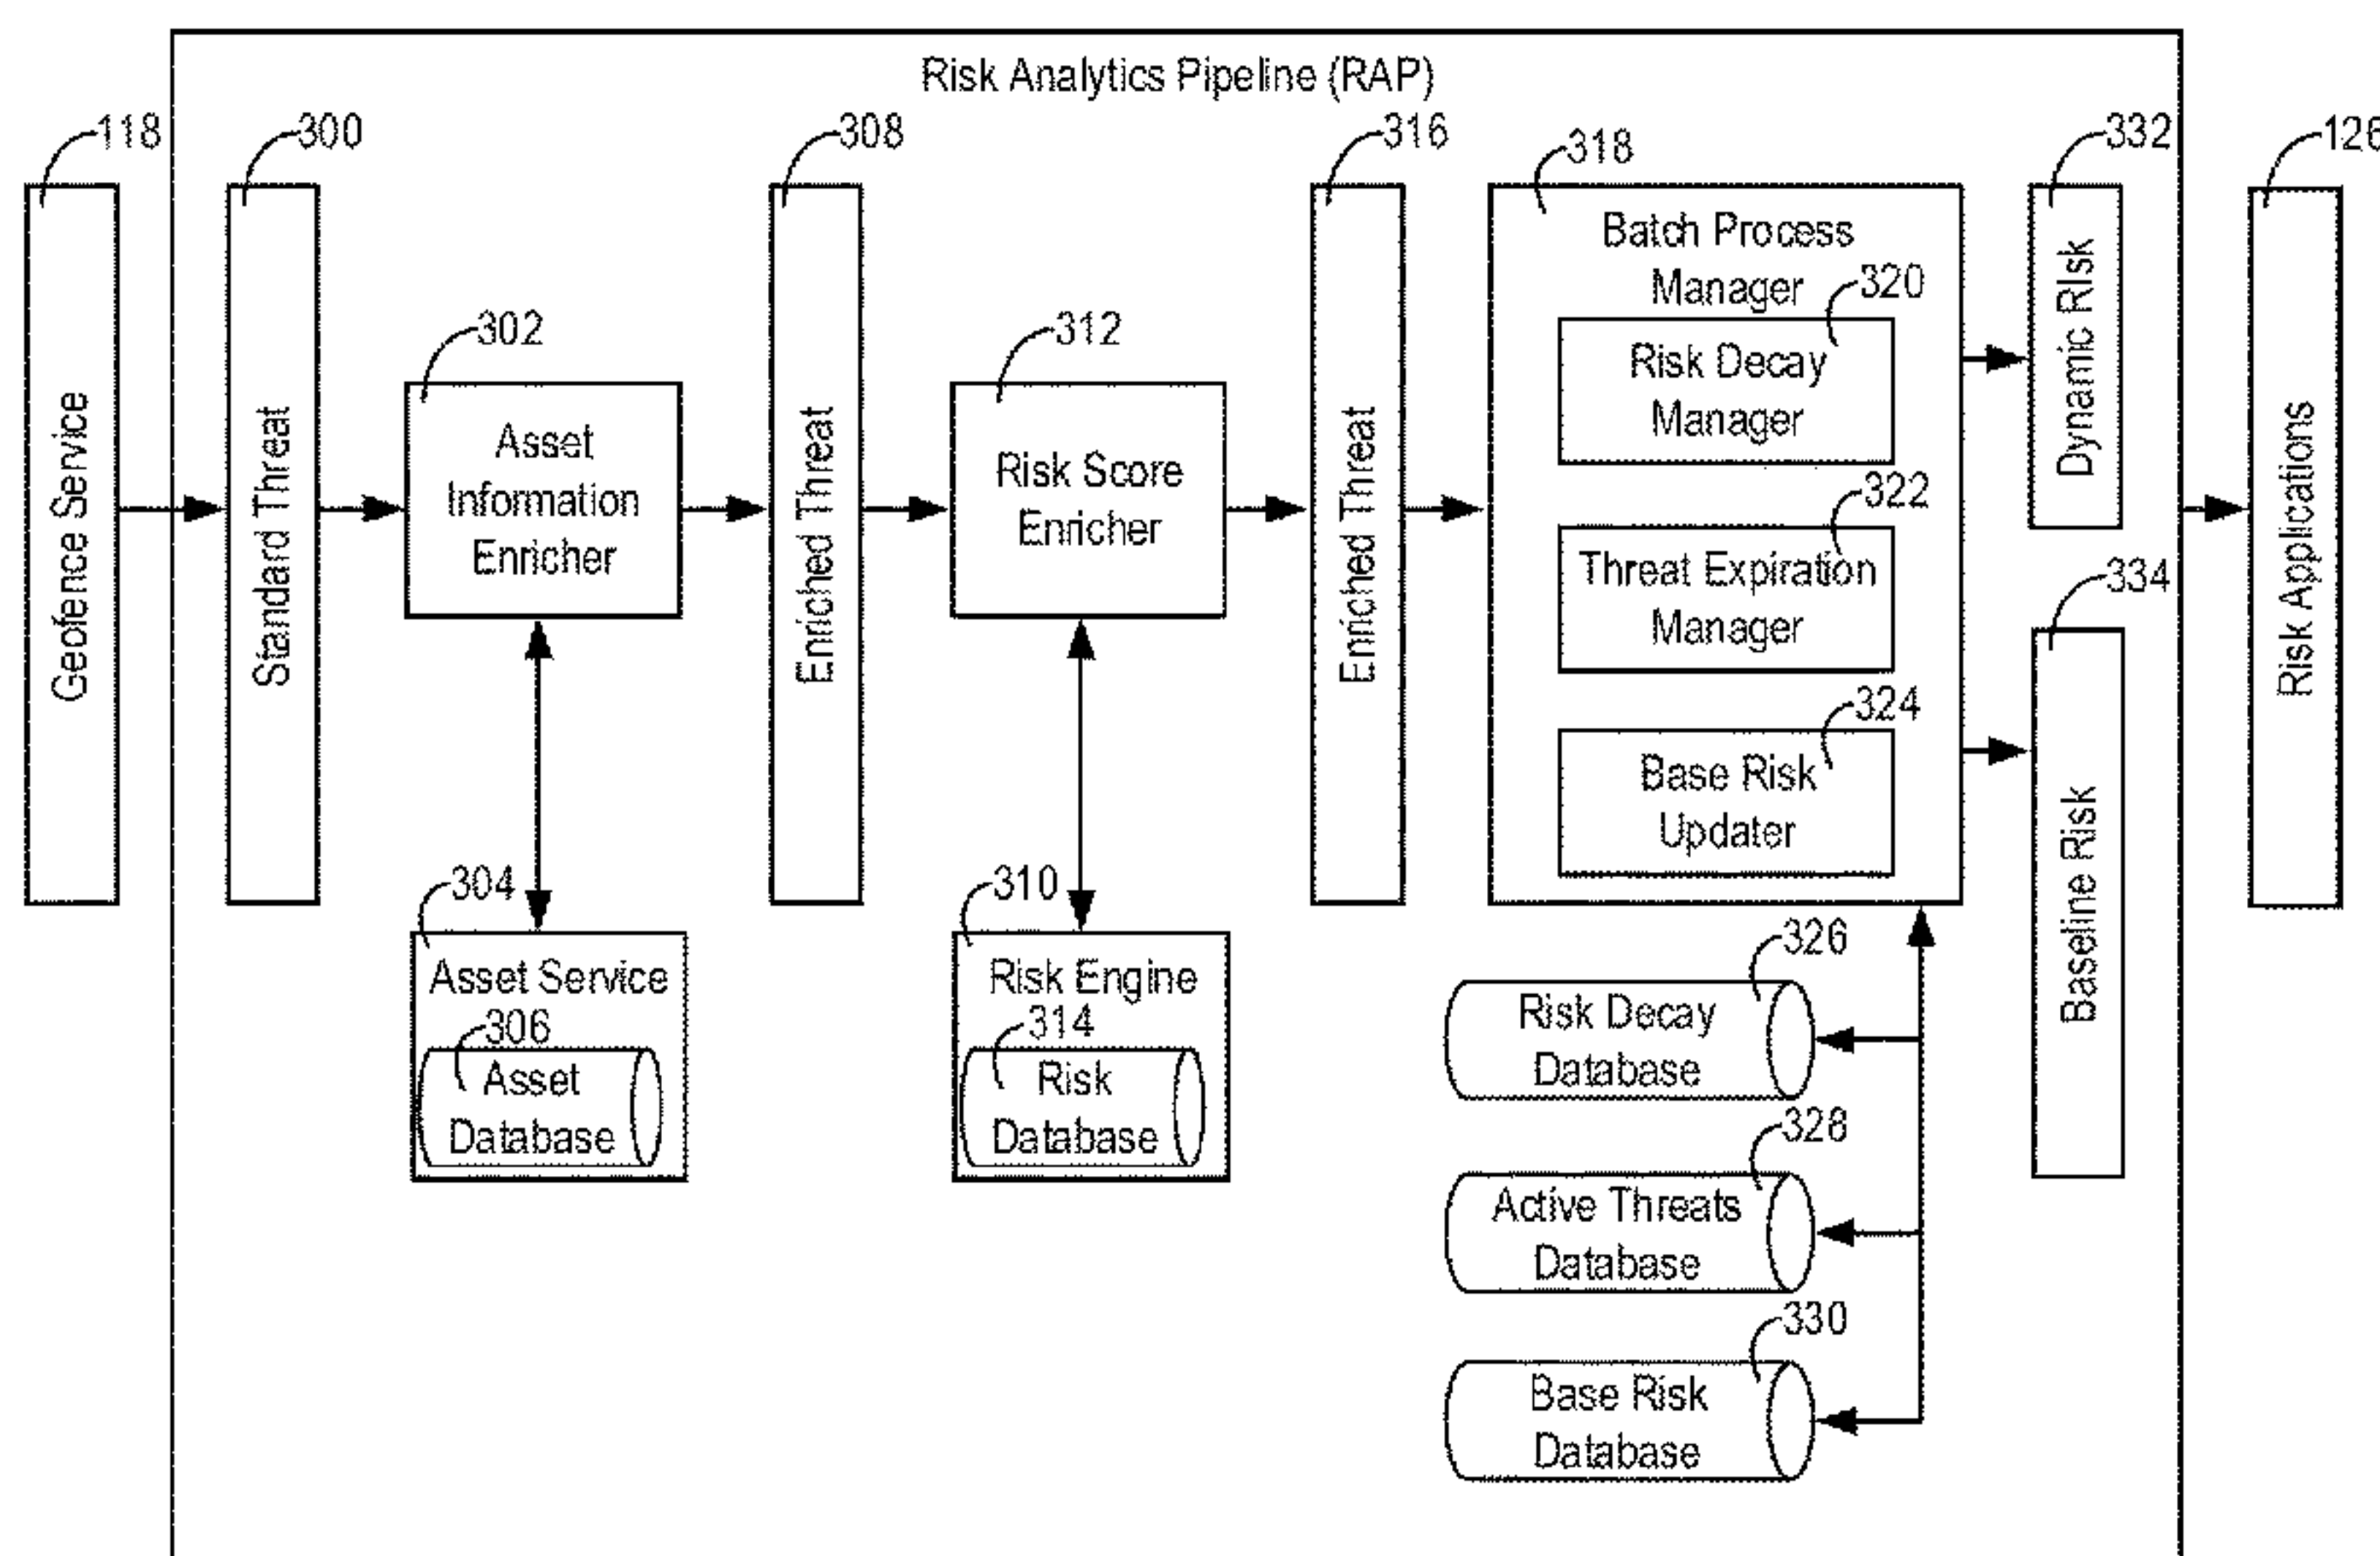 Risk Analytics Pipeline (RAP)
118
300
308
316
318
332
126
Geofence Service
Standard Threat
302
Asset
Information
Enricher
Enriched Threat
312
Risk Score
Enricher
Enriched Threat
Batch Process
Manager
320
Risk Decay
Manager
322
Threat Expiration
Manager
324
Base Risk
Updater
Dynamic RIsk
334
Baseline Risk
Risk Applications
304
Asset Service
306
Asset
Database
310
Risk Engine
314
Risk
Database
326
Risk Decay
Database
328
Active Threats
Database
330
Base Risk
Database